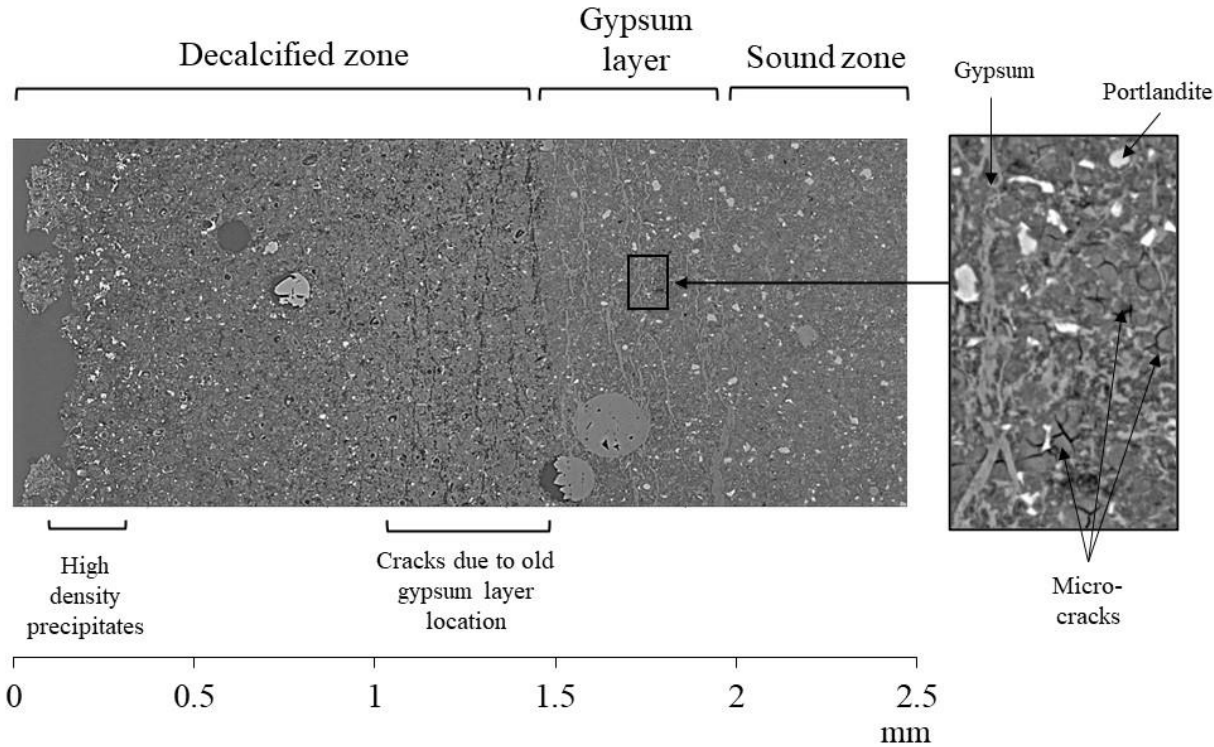 Decalcified zone
Gypsum
layer
Sound zone
Gypsum
Portlandite
High
density
precipitates
Cracks due to old
gypsum layer
location
Micro-
cracks
0
0.5
1
1.5
2
2.5
mm